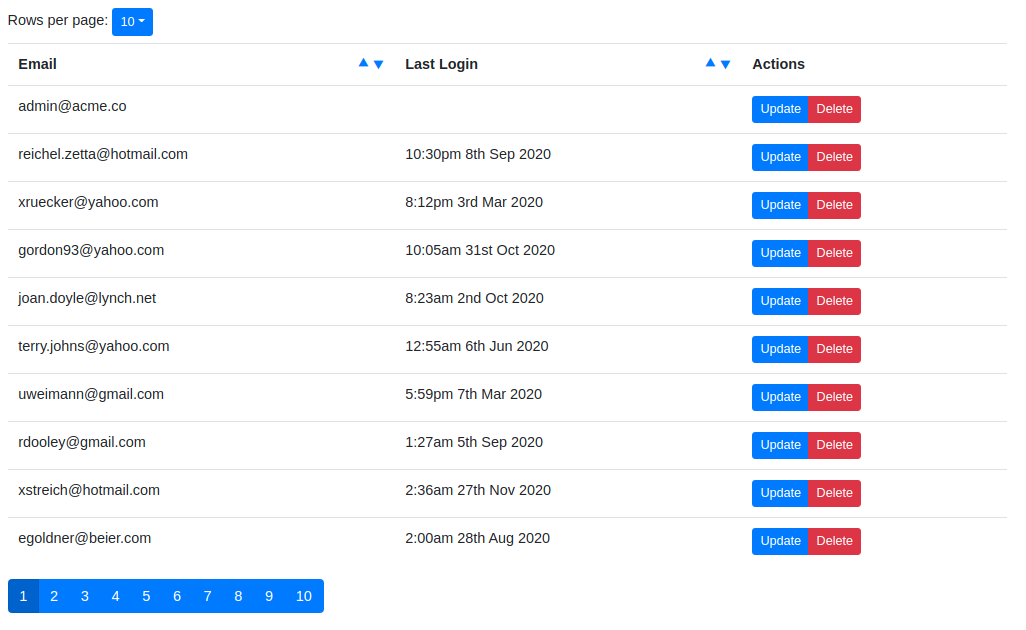 Rows per page: 10
Email Last Login Actions
admin@acme.co Update Delete
reichel.zetta@hotmail.com 10:30pm 8th Sep 2020 Update Delete
xruecker@yahoo.com 8:12pm 3rd Mar 2020 Update Delete
gordon93@yahoo.com 10:05am 31st Oct 2020 Update Delete
joan.doyle@lynch.net 8:23am 2nd Oct 2020 Update Delete
terry.johns@yahoo.com 12:55am 6th Jun 2020 Update Delete
uweimann@gmail.com 5:59pm 7th Mar 2020 Update Delete
rdooley@gmail.com 1:27am 5th Sep 2020 Update Delete
xstreich@hotmail.com 2:36am 27th Nov 2020 Update Delete
egoldner@beier.com 2:00am 28th Aug 2020 Update Delete
1 2 3 4 5 6 7 8 9 10